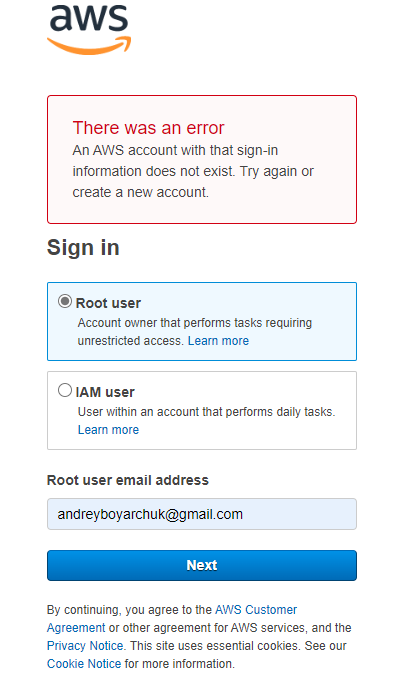 aws
There was an error
An AWS account with that sign-in
information does not exist. Try again or
create a new account.
Sign in
Root user
Account owner that performs tasks requiring
unrestricted access. Learn more
IAM user
User within an account that performs daily tasks.
Learn more
Root user email address
andreyboyarchuk@gmail.com
Next
By continuing, you agree to the AWS Customer
Agreement or other agreement for AWS services, and the
Privacy Notice. This site uses essential cookies. See our
Cookie Notice for more information.